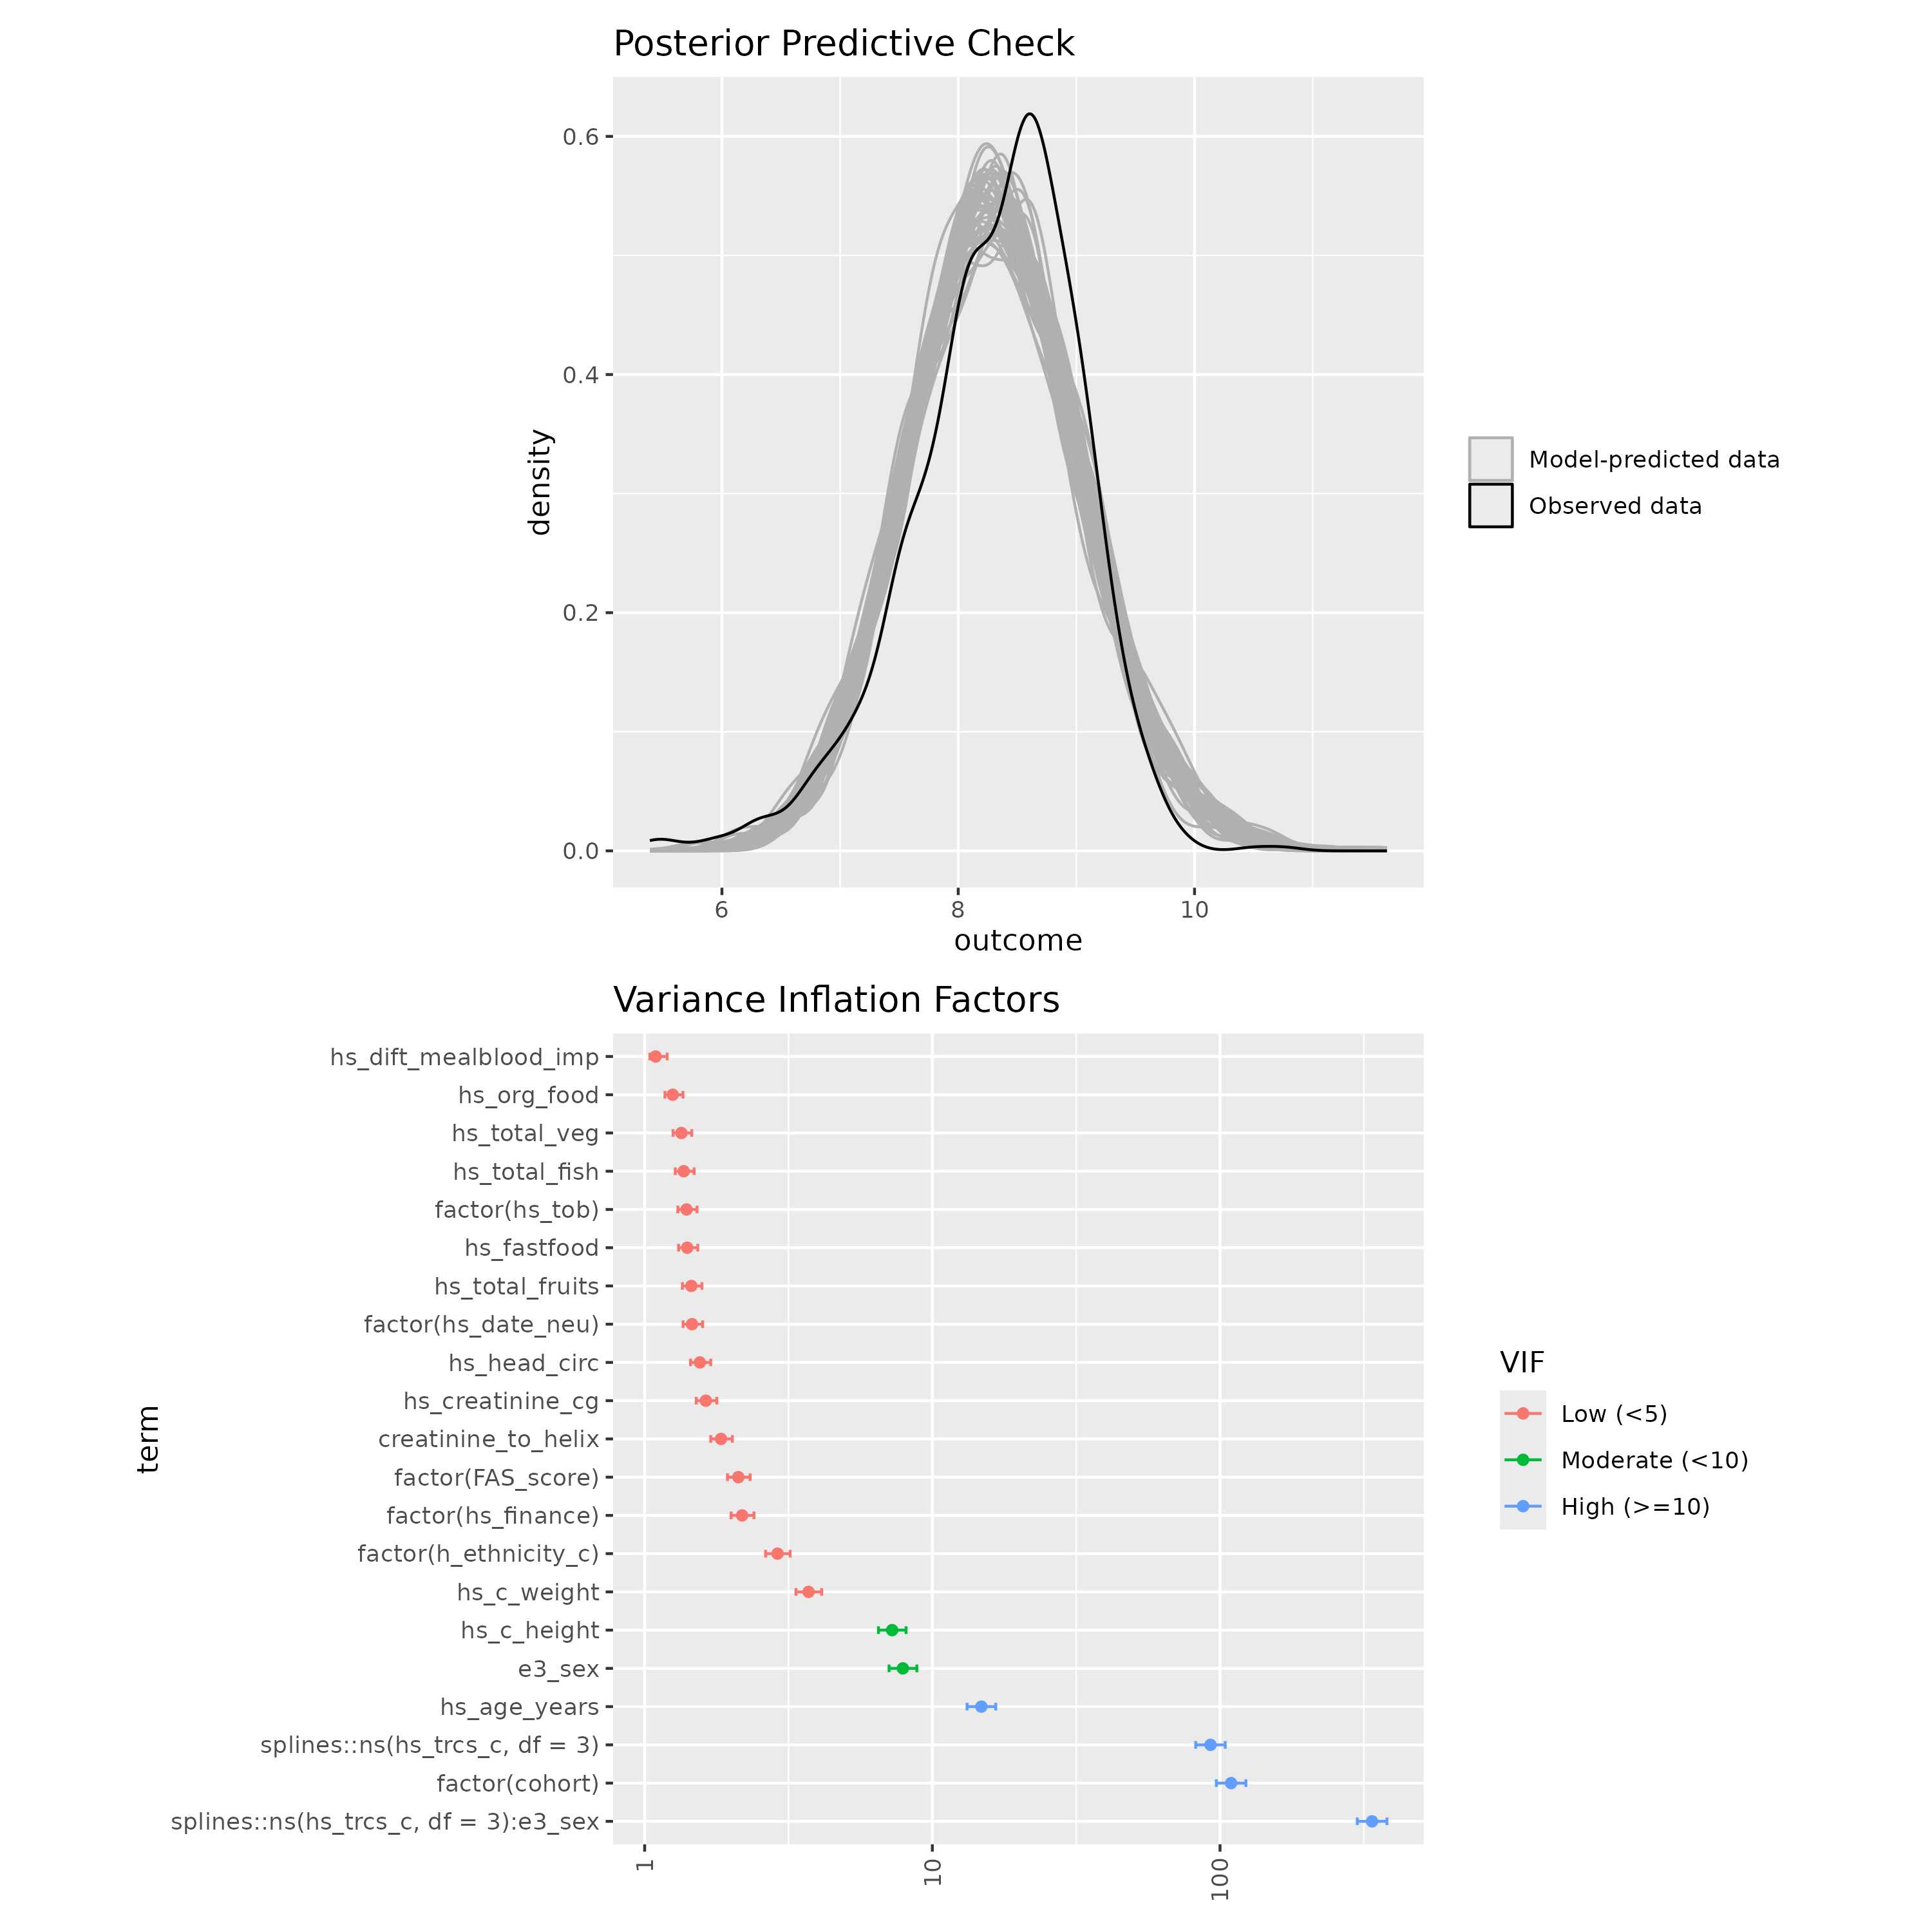 Posterior Predictive Check
0.6
0.4
0.2
0.0
density
6
8
10
outcome
Model-predicted data
Observed data
Variance Inflation Factors
hs_dift_mealblood_imp
hs_org_food
hs_total_veg
hs_total_fish
factor(hs_tob)
hs_fastfood
hs_total_fruits
factor(hs_date_neu)
hs_head_circ
hs_creatinine_cg
creatinine_to_helix
factor(FAS_score)
factor(hs_finance)
factor(h_ethnicity_c)
hs_c_weight
hs_c_height
e3_sex
hs_age_years
splines::ns(hs_trcs_c, df = 3)
factor(cohort)
splines::ns(hs_trcs_c, df = 3):e3_sex
term
1
10
100
VIF
Low (<5)
Moderate (<10)
High (>=10)